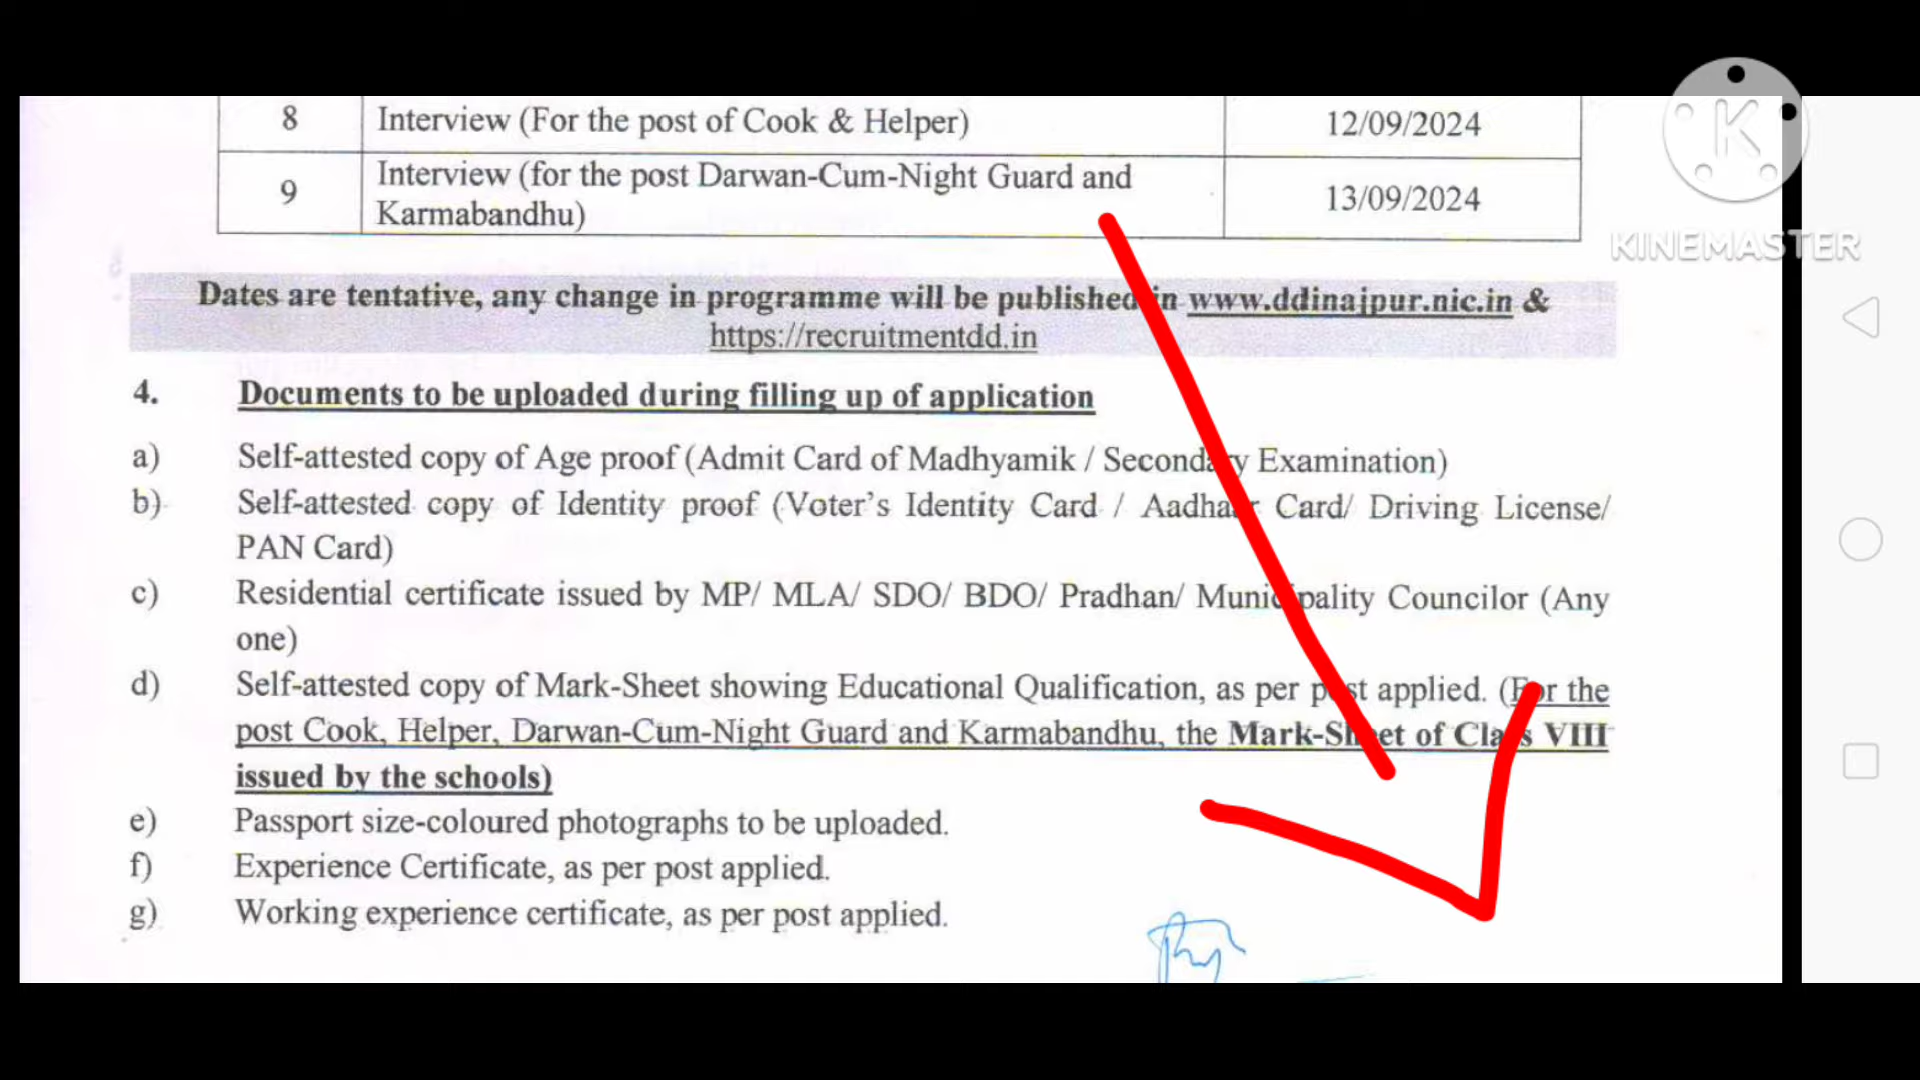 8 Interview (For the post of Cook & Helper) 12/09/2024
9 Interview (for the post Darwan-Cum-Night Guard and Karmabandhu) 13/09/2024
KINEMASTER
Dates are tentative, any change in programme will be published in www.ddinajpur.nic.in &
https://recruitmentdd.in
4. Documents to be uploaded during filling up of application
a) Self-attested copy of Age proof (Admit Card of Madhyamik / Secondary Examination)
b) Self-attested copy of Identity proof (Voter's Identity Card / Aadhaar Card/ Driving License/
PAN Card)
c) Residential certificate issued by MP/ MLA/ SDO/ BDO/ Pradhan/ Municipality Councilor (Any
one)
d) Self-attested copy of Mark-Sheet showing Educational Qualification, as per post applied. (For the
post Cook, Helper, Darwan-Cum-Night Guard and Karmabandhu, the Mark-Sheet of Class VIII
issued by the schools)
e) Passport size-coloured photographs to be uploaded.
f) Experience Certificate, as per post applied.
g) Working experience certificate, as per post applied.